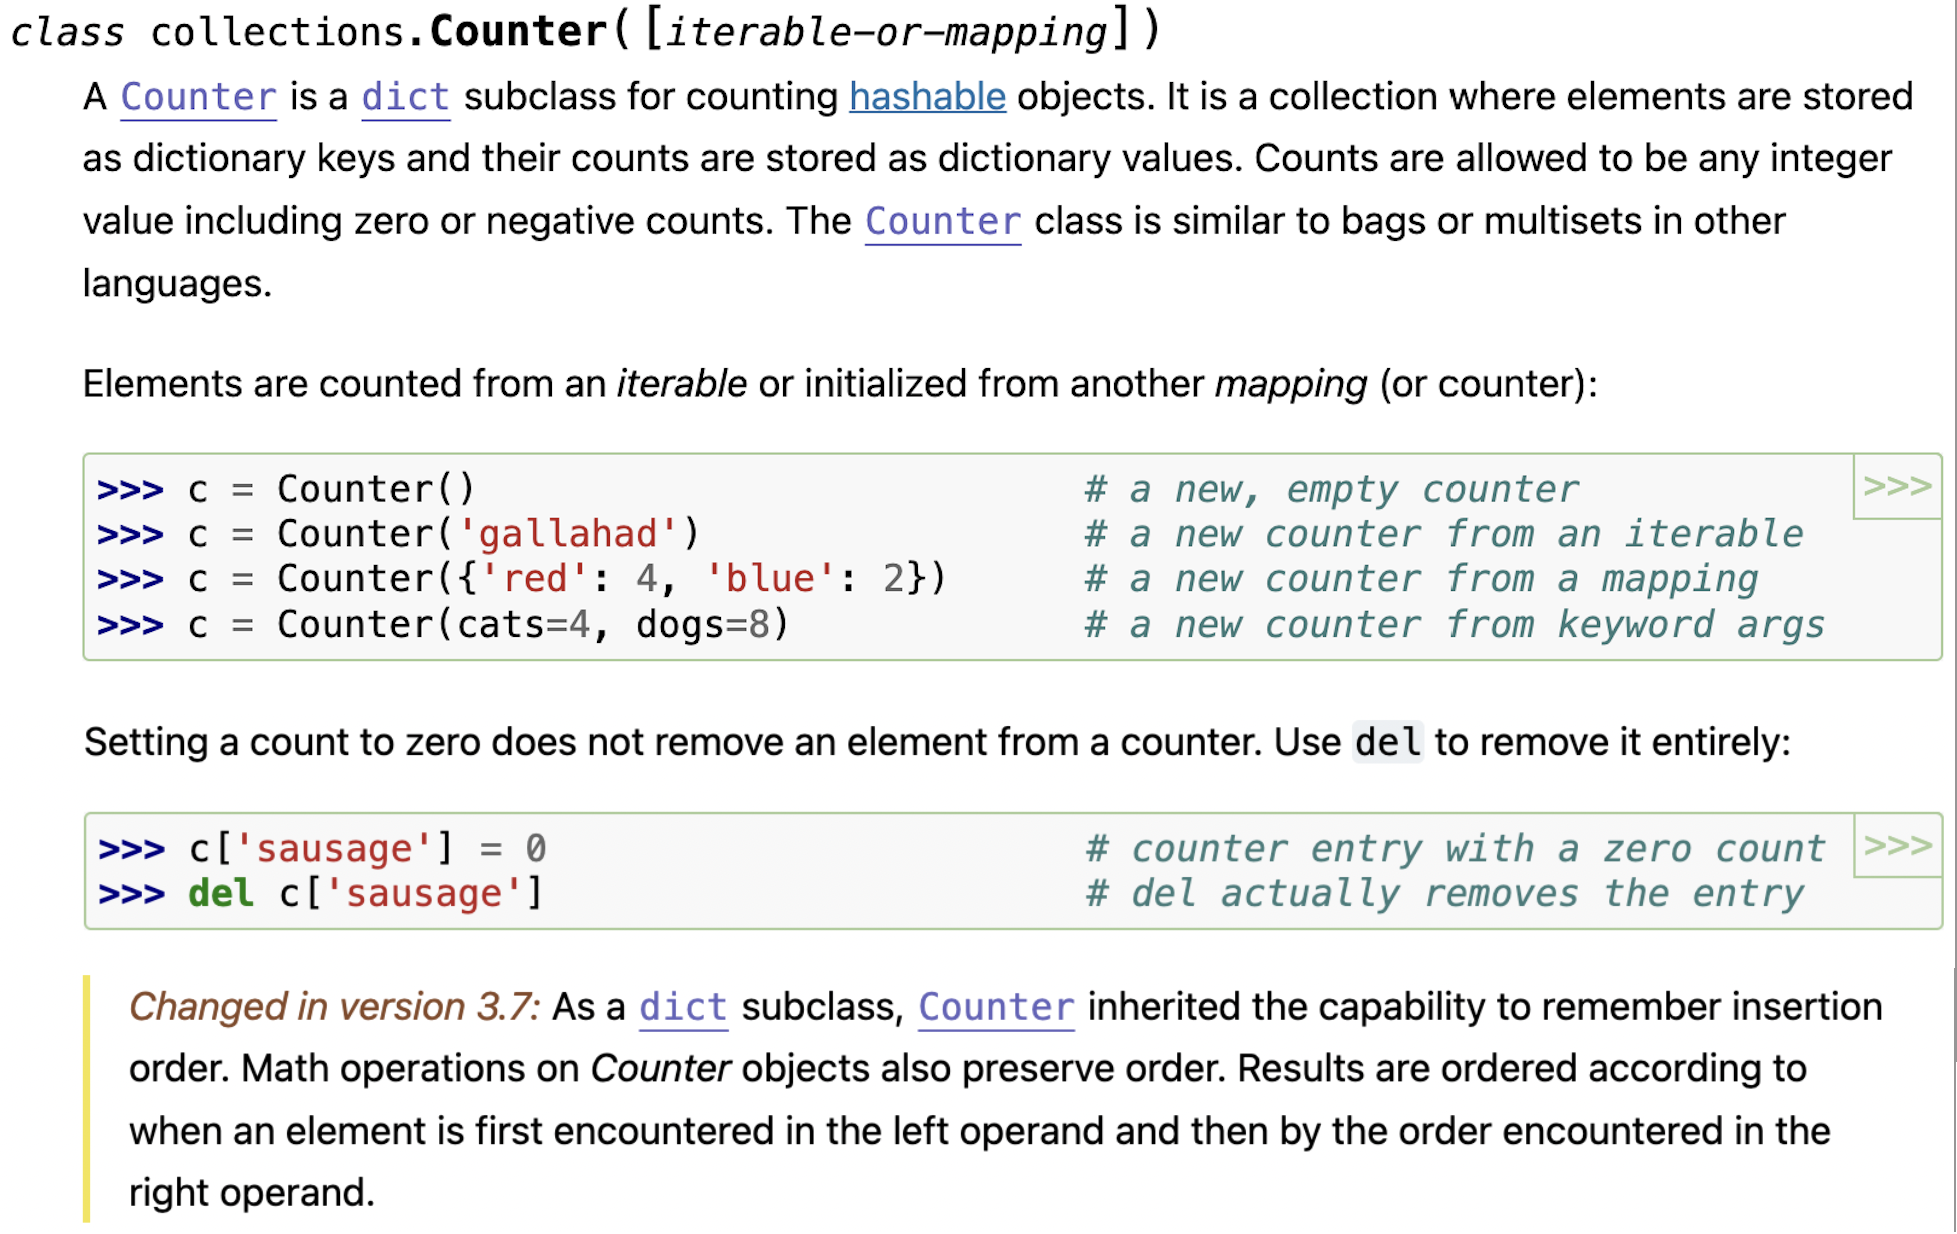 class collections.Counter([iterable-or-mapping])
A Counter is a dict subclass for counting hashable objects. It is a collection where elements are stored
as dictionary keys and their counts are stored as dictionary values. Counts are allowed to be any integer
value including zero or negative counts. The Counter class is similar to bags or multisets in other
languages.
Elements are counted from an iterable or initialized from another mapping (or counter):
>>> c = Counter()                           # a new, empty counter >>>
>>> c = Counter('gallahad')                 # a new counter from an iterable
>>> c = Counter({'red': 4, 'blue': 2})      # a new counter from a mapping
>>> c = Counter(cats=4, dogs=8)             # a new counter from keyword args
Setting a count to zero does not remove an element from a counter. Use del to remove it entirely:
>>> c['sausage'] = 0                        # counter entry with a zero count >>>
>>> del c['sausage']                        # del actually removes the entry
Changed in version 3.7: As a dict subclass, Counter inherited the capability to remember insertion
order. Math operations on Counter objects also preserve order. Results are ordered according to
when an element is first encountered in the left operand and then by the order encountered in the
right operand.